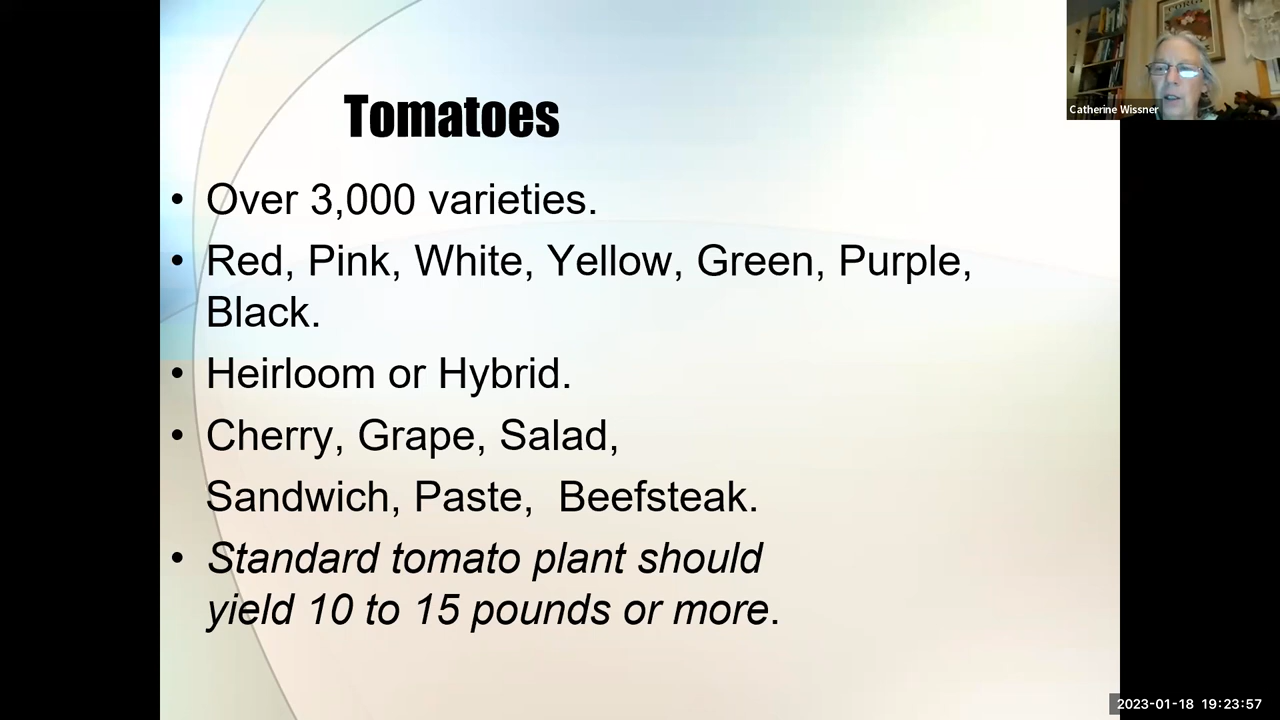 Tomatoes
• Over 3,000 varieties.
• Red, Pink, White, Yellow, Green, Purple,
Black.
• Heirloom or Hybrid.
• Cherry, Grape, Salad,
Sandwich, Paste,  Beefsteak.
• Standard tomato plant should
yield 10 to 15 pounds or more.
CORGI
Catherine Wissner
2023-01-18 19:23:57